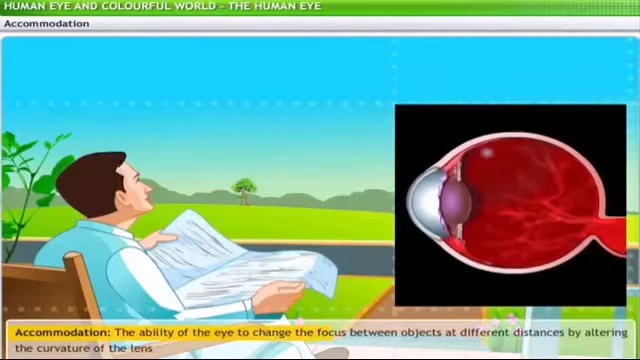 HUMAN EYE AND COLOURFUL WORLD - THE HUMAN EYE
Accommodation
Accommodation: The ability of the eye to change the focus between objects at different distances by altering
the curvature of the lens